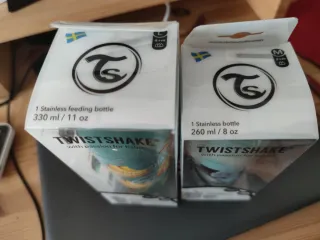 TS
1 Stainless feeding bottle
330 ml / 11 oz
TWISTSHAKE
TS
M
1 Stainless bottle
260 ml / 8 oz
TWISTSHAKE